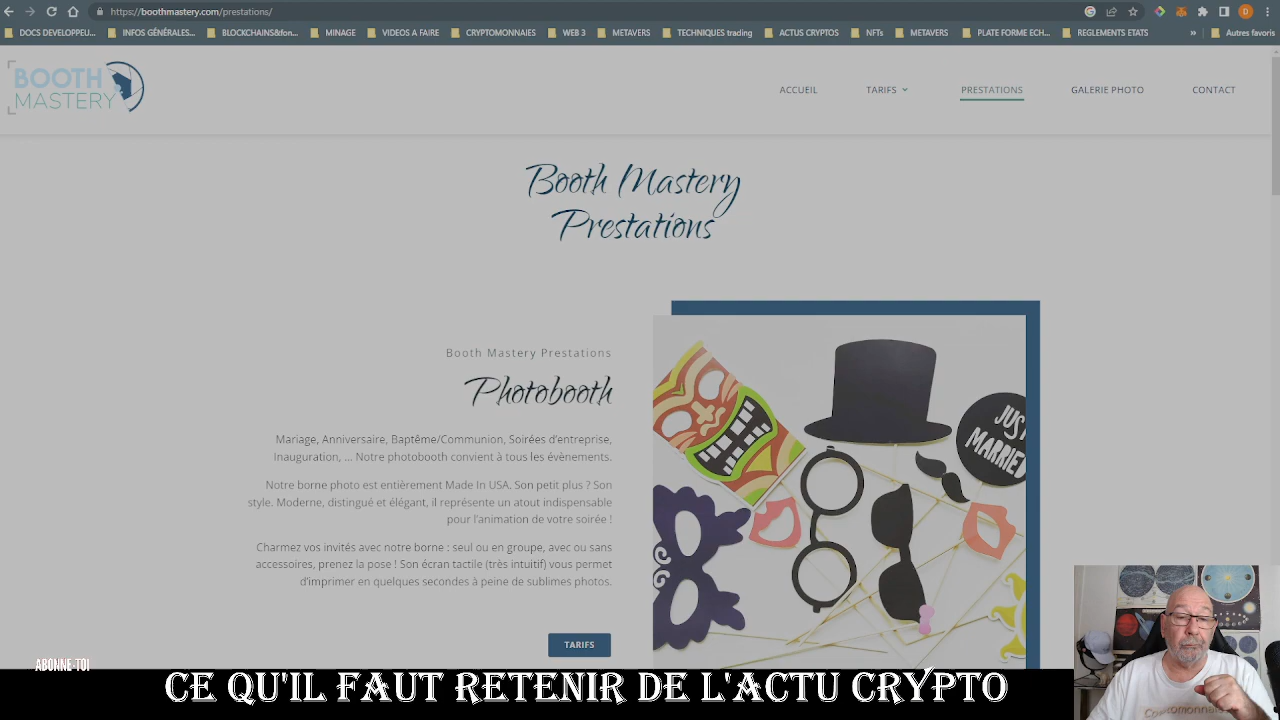 https://boothmastery.com/prestations/
DOCS DEVELOPPEU... INFOS GÉNÉRALES... BLOCKCHAINS&fon... MINAGE VIDEOS A FAIRE CRYPTOMONNAIES WEB 3 METAVERS TECHNIQUES trading ACTUS CRYPTOS NFTs METAVERS PLATE FORME ECH... REGLEMENTS ETATS » Autres favoris
BOOTH
MASTERY
ACCUEIL TARIFS PRESTATIONS GALERIE PHOTO CONTACT
Booth Mastery
Prestations
Booth Mastery Prestations
Photobooth
Mariage, Anniversaire, Baptême/Communion, Soirées d'entreprise,
Inauguration, ... Notre photobooth convient à tous les évènements.
Notre borne photo est entièrement Made In USA. Son petit plus ? Son
style. Moderne, distingué et élégant, il représente un atout indispensable
pour l'animation de votre soirée !
Charmez vos invités avec notre borne : seul ou en groupe, avec ou sans
accessoires, prenez la pose ! Son écran tactile (très intuitif) vous permet
d'imprimer en quelques secondes à peine de sublimes photos.
TARIFS
JUST
MARRIED
ABONNE-TOI
CE QU'IL FAUT RETENIR DE L'ACTU CRYPTO